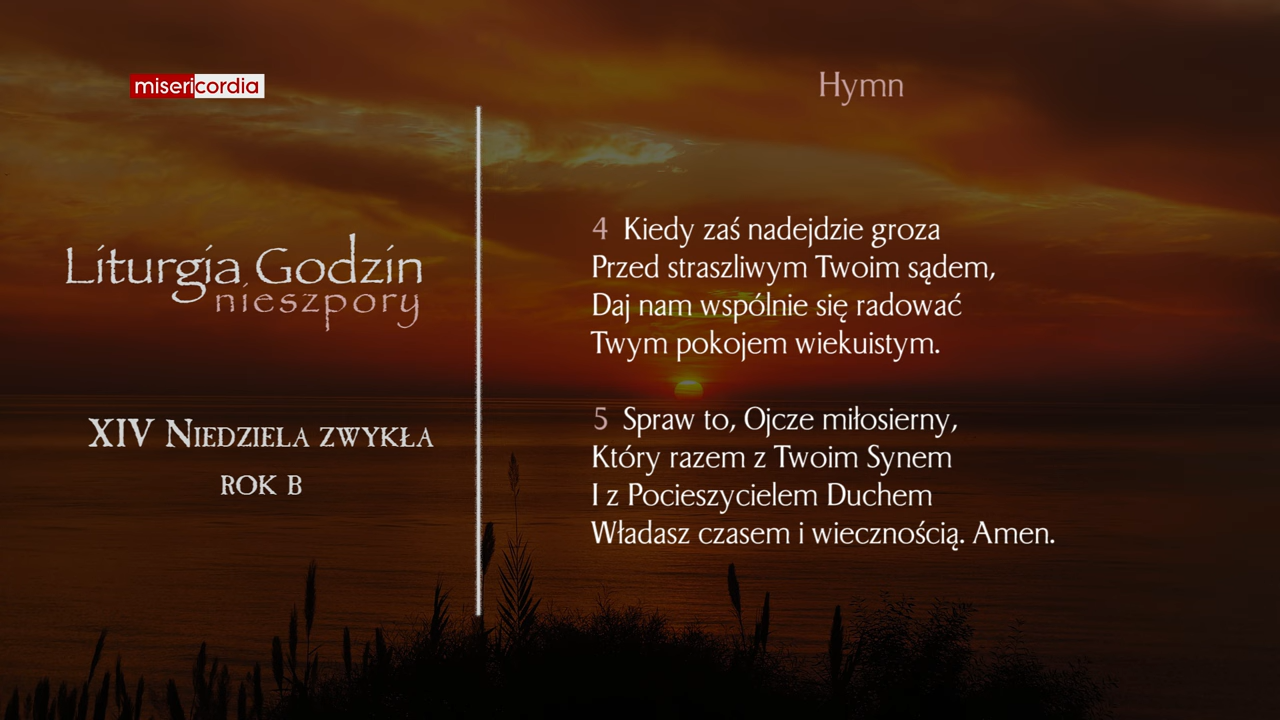 misericordia
Liturgia Godzin
nieszpory
XIV Niedziela zwykła
rok B
Hymn
4 Kiedy zaś nadejdzie groza
Przed straszliwym Twoim sądem,
Daj nam wspólnie się radować
Twym pokojem wiekuistym.
5 Spraw to, Ojcze miłosierny,
Który razem z Twoim Synem
I z Pocieszycielem Duchem
Władasz czasem i wiecznością. Amen.